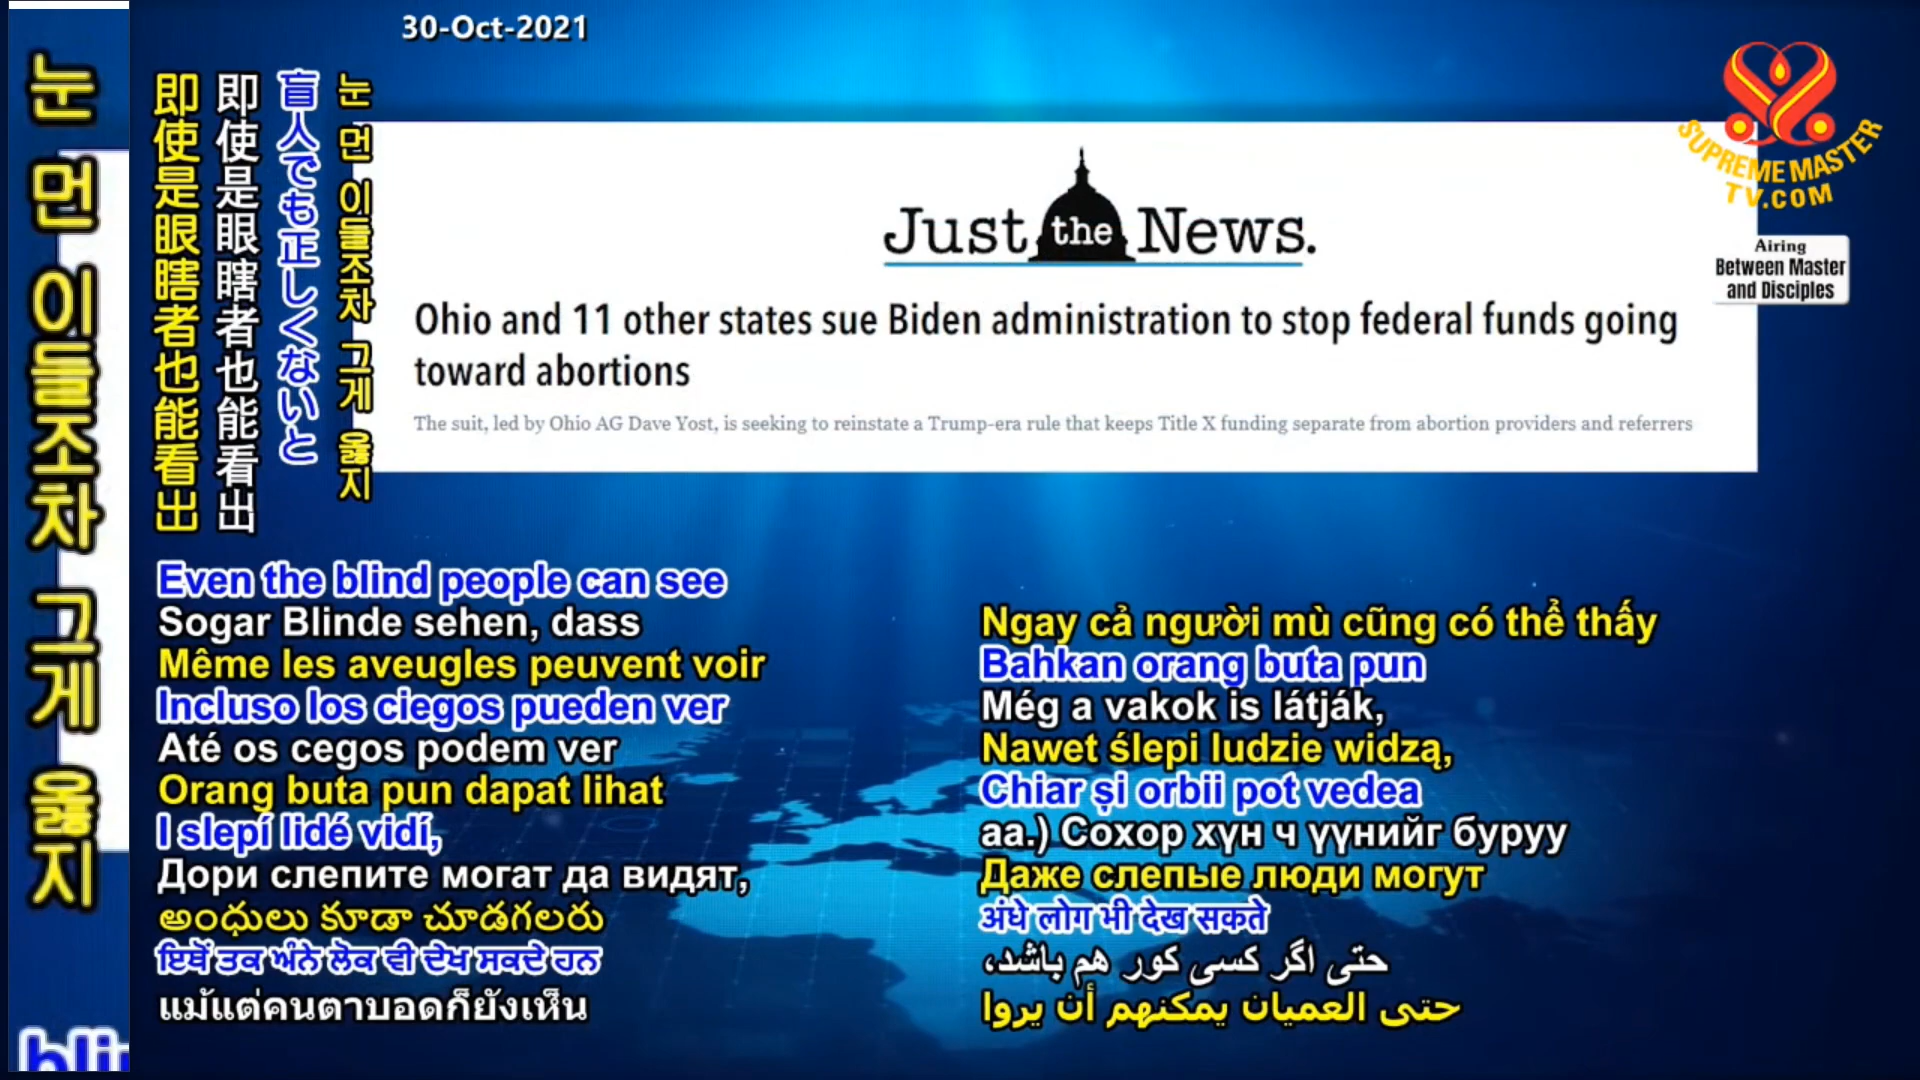 30-Oct-2021
눈 먼 이들조차 그게 옳지
即使是眼瞎者也能看出
即使是眼瞎者也能看出
盲人でも正しくないと
눈 먼 이들조차 그게 옳지
SUPREME MASTER
TV.COM
Airing
Between Master
and Disciples
Just the News.
Ohio and 11 other states sue Biden administration to stop federal funds going
toward abortions
The suit, led by Ohio AG Dave Yost, is seeking to reinstate a Trump-era rule that keeps Title X funding separate from abortion providers and referrers
Even the blind people can see
Sogar Blinde sehen, dass
Même les aveugles peuvent voir
Incluso los ciegos pueden ver
Até os cegos podem ver
Orang buta pun dapat lihat
I slepí lidé vidí,
Дори слепите могат да видят,
అంధులు కూడా చూడగలరు
ਇਥੋਂ ਤਕ ਅੰਨੇ ਲੋਕ ਵੀ ਦੇਖ ਸਕਦੇ ਹਨ
แม้แต่คนตาบอดก็ยังเห็น
Ngay cả người mù cũng có thể thấy
Bahkan orang buta pun
Még a vakok is látják,
Nawet ślepi ludzie widzą,
Chiar și orbii pot vedea
аа.) Сохор хүн ч үүнийг буруу
Даже слепые люди могут
अंधे लोग भी देख सकते
حتی اگر کسی کور هم باشد،
حتى العميان يمكنهم أن يروا